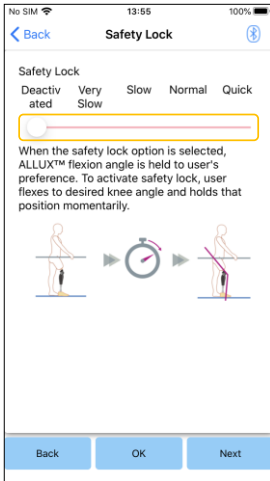 No SIM 13:55 100%
Back Safety Lock
Safety Lock
Deactiv Very Slow Normal Quick
ated Slow
When the safety lock option is selected,
ALLUX™ flexion angle is held to user's
preference. To activate safety lock, user
flexes to desired knee angle and holds that
position momentarily.
Back OK Next